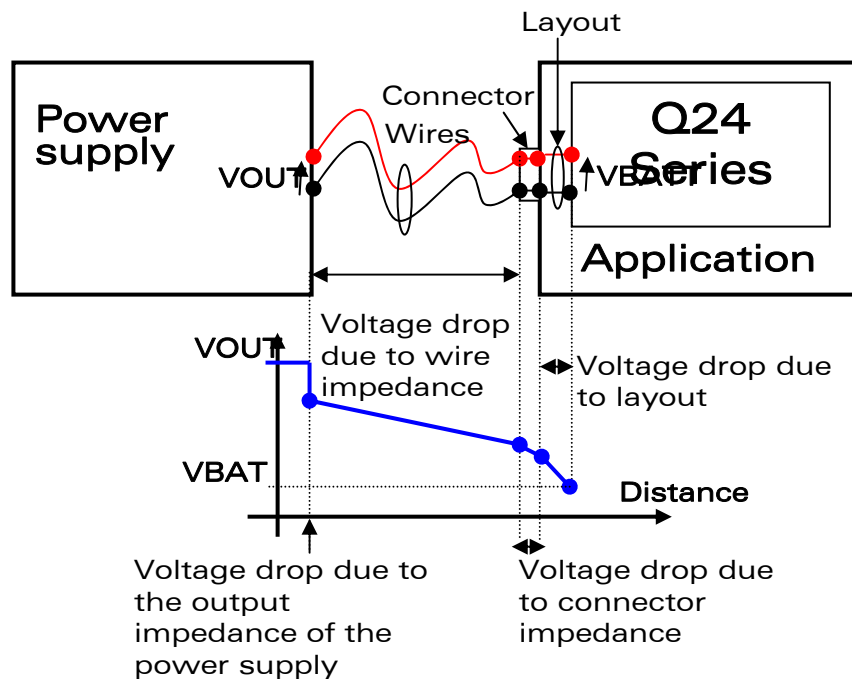 Layout
Connector
Wires
Power
supply
VOUT
Q24
Series
VBATT
Application
Voltage drop
due to wire
impedance
VOUT
Voltage drop due
to layout
VBAT
Distance
Voltage drop due to
the output
impedance of the
power supply
Voltage drop due
to connector
impedance